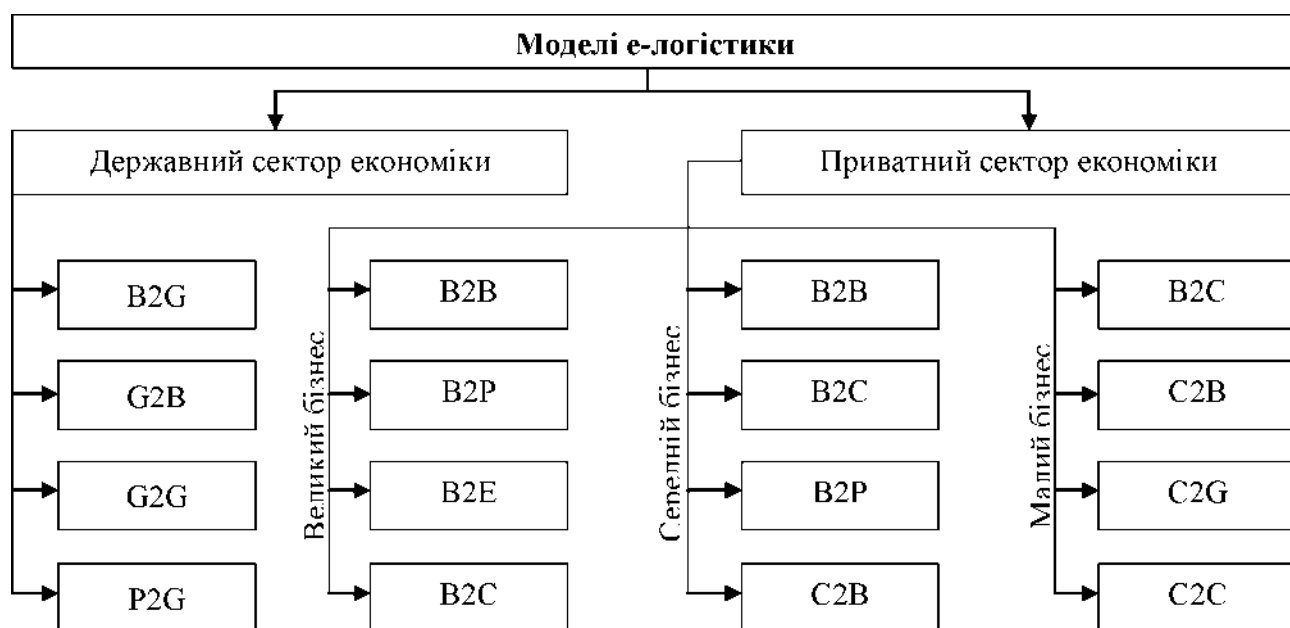 Моделі е-логістики
Державний сектор економіки
Приватний сектор економіки
B2G
G2B
G2G
P2G
Великий бізнес
B2B
B2P
B2E
B2C
Середній бізнес
B2B
B2C
B2P
C2B
Малий бізнес
B2C
C2B
C2G
C2C